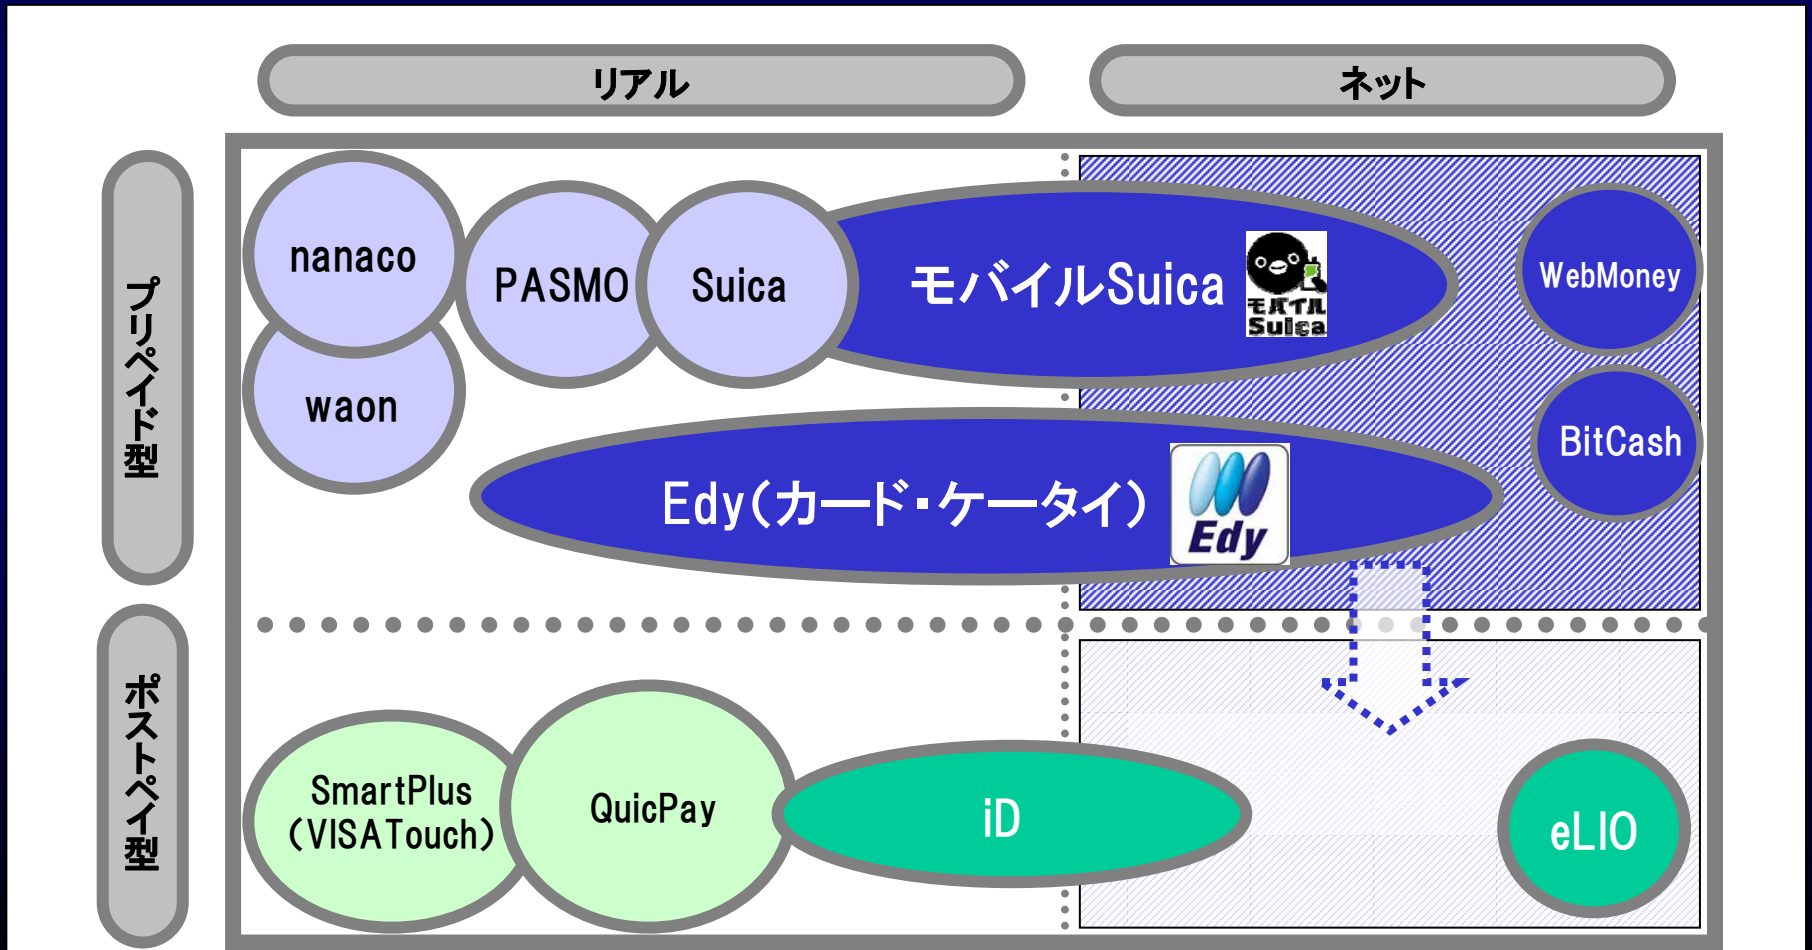 リアル
ネット
プリペイド型
nanaco
PASMO
Suica
モバイルSuica
モバイル
Suica
WebMoney
waon
BitCash
Edy(カード・ケータイ)
Edy
ポストペイ型
SmartPlus
(VISATouch)
QuicPay
iD
eLIO